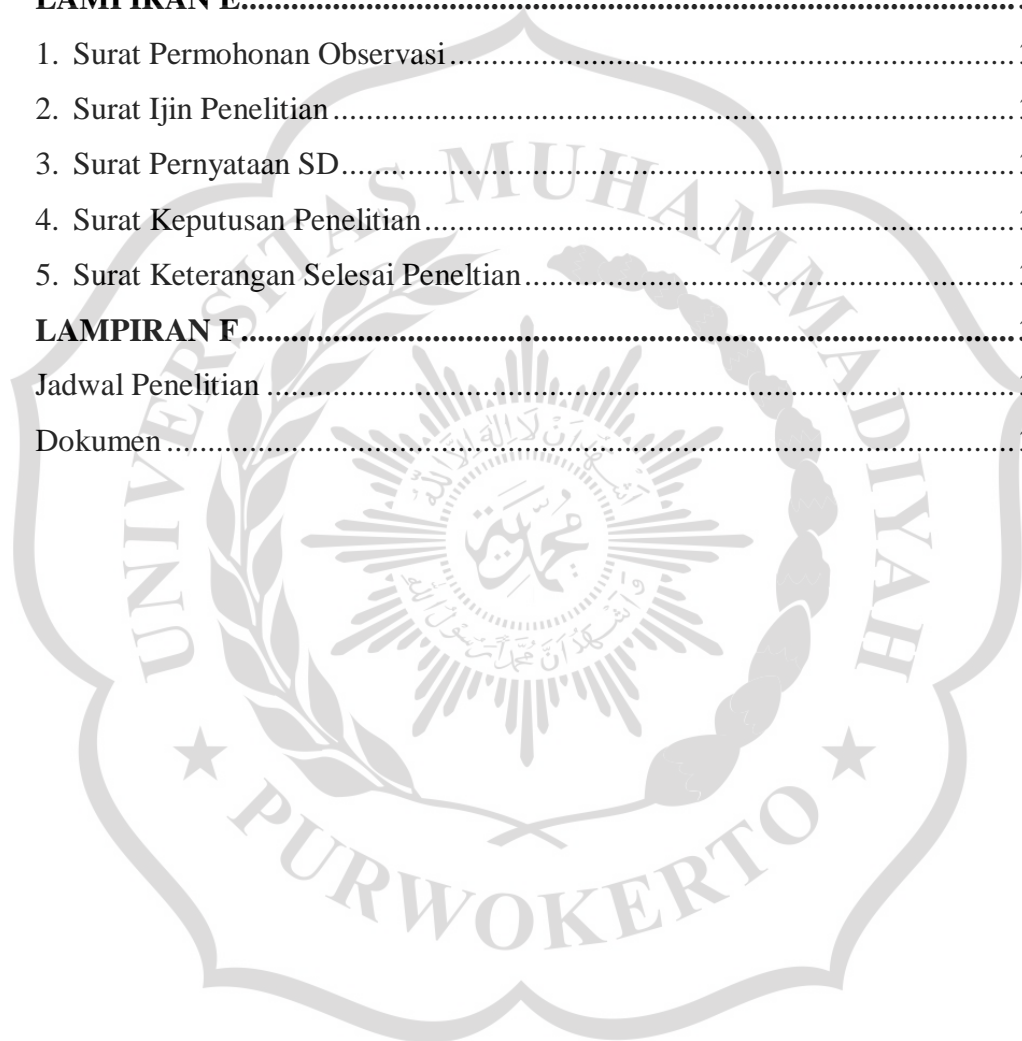 LAMPIRAN E
1. Surat Permohonan Observasi
2. Surat Ijin Penelitian
3. Surat Pernyataan SD
4. Surat Keputusan Penelitian
5. Surat Keterangan Selesai Peneltian
LAMPIRAN F
Jadwal Penelitian
Dokumen
UNIVERSITAS MUHAMMADIYAH
PURWOKERTO